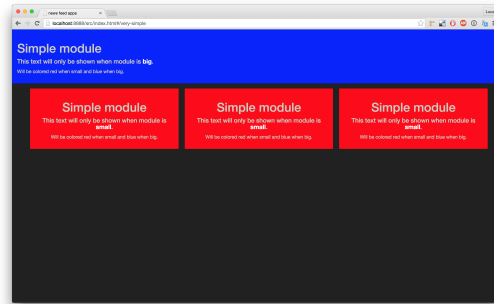 news feed apps
localhost:8888/src/index.html#/very-simple
Simple module
This text will only be shown when module is big.
Will be colored red when small and blue when big.
Simple module
This text will only be shown when module is
small.
Will be colored red when small and blue when big.
Simple module
This text will only be shown when module is
small.
Will be colored red when small and blue when big.
Simple module
This text will only be shown when module is
small.
Will be colored red when small and blue when big.